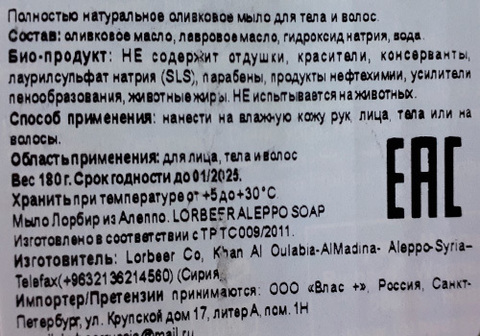 Полностью натуральное оливковое мыло для тела и волос.
Состав: оливковое масло, лавровое масло, гидроксид натрия, вода.
Био-продукт: НЕ содержит отдушки, красители, консерванты,
лаурилсульфат натрия (SLS), парабены, продукты нефтехимии, усилители
пенообразования, животные жиры. НЕ испытывается на животных.
Способ применения: нанести на влажную кожу рук, лица, тела или на
волосы.
Область применения: для лица, тела и волос
Вес 180 г. Срок годности до 01/2025.
Хранить при температуре от +5 до +30°С.
Мыло Лорбир из Алеппо. LORBEER ALEPPO SOAP
Изготовлено в соответствии с ТР ТС 009/2011.
EAC
Изготовитель: Lorbeer Co, Khan Al Oulabia-AlMadina- Aleppo-Syria-
Telefax(+9632136214560) (Сирия)
Импортер/Претензии принимаются: ООО «Влас +», Россия, Санкт-
Петербург, ул. Крупской дом 17, литер А, пом. 1Н